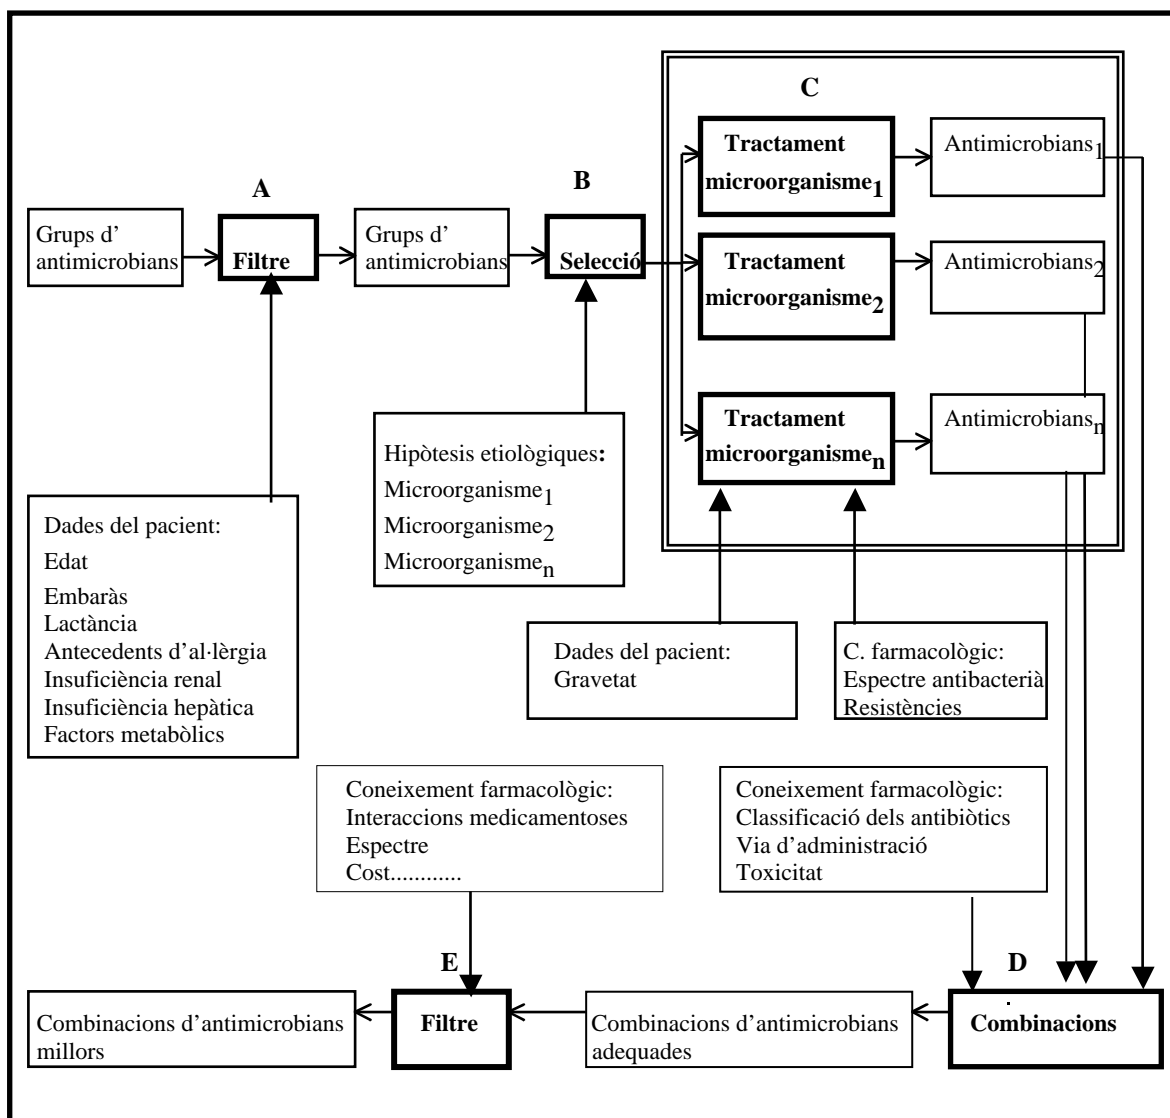 C
Tractament
microorganisme1
Antimicrobians1
A
B
Grups d’
antimicrobians
Filtre
Grups d’
antimicrobians
Selecció
Tractament
microorganisme2
Antimicrobians2
Tractament
microorganismen
Antimicrobiansn
Hipòtesis etiològiques:
Microorganisme1
Microorganisme2
Microorganismen
Dades del pacient:
Edat
Embaràs
Lactància
Antecedents d’al·lèrgia
Insuficiència renal
Insuficiència hepàtica
Factors metabòlics
Dades del pacient:
Gravetat
C. farmacològic:
Espectre antibacterià
Resistències
Coneixement farmacològic:
Interaccions medicamentoses
Espectre
Cost............
Coneixement farmacològic:
Classificació dels antibiòtics
Via d’administració
Toxicitat
E
D
Combinacions d’antimicrobians
millors
Filtre
Combinacions d’antimicrobians
adequades
Combinacions